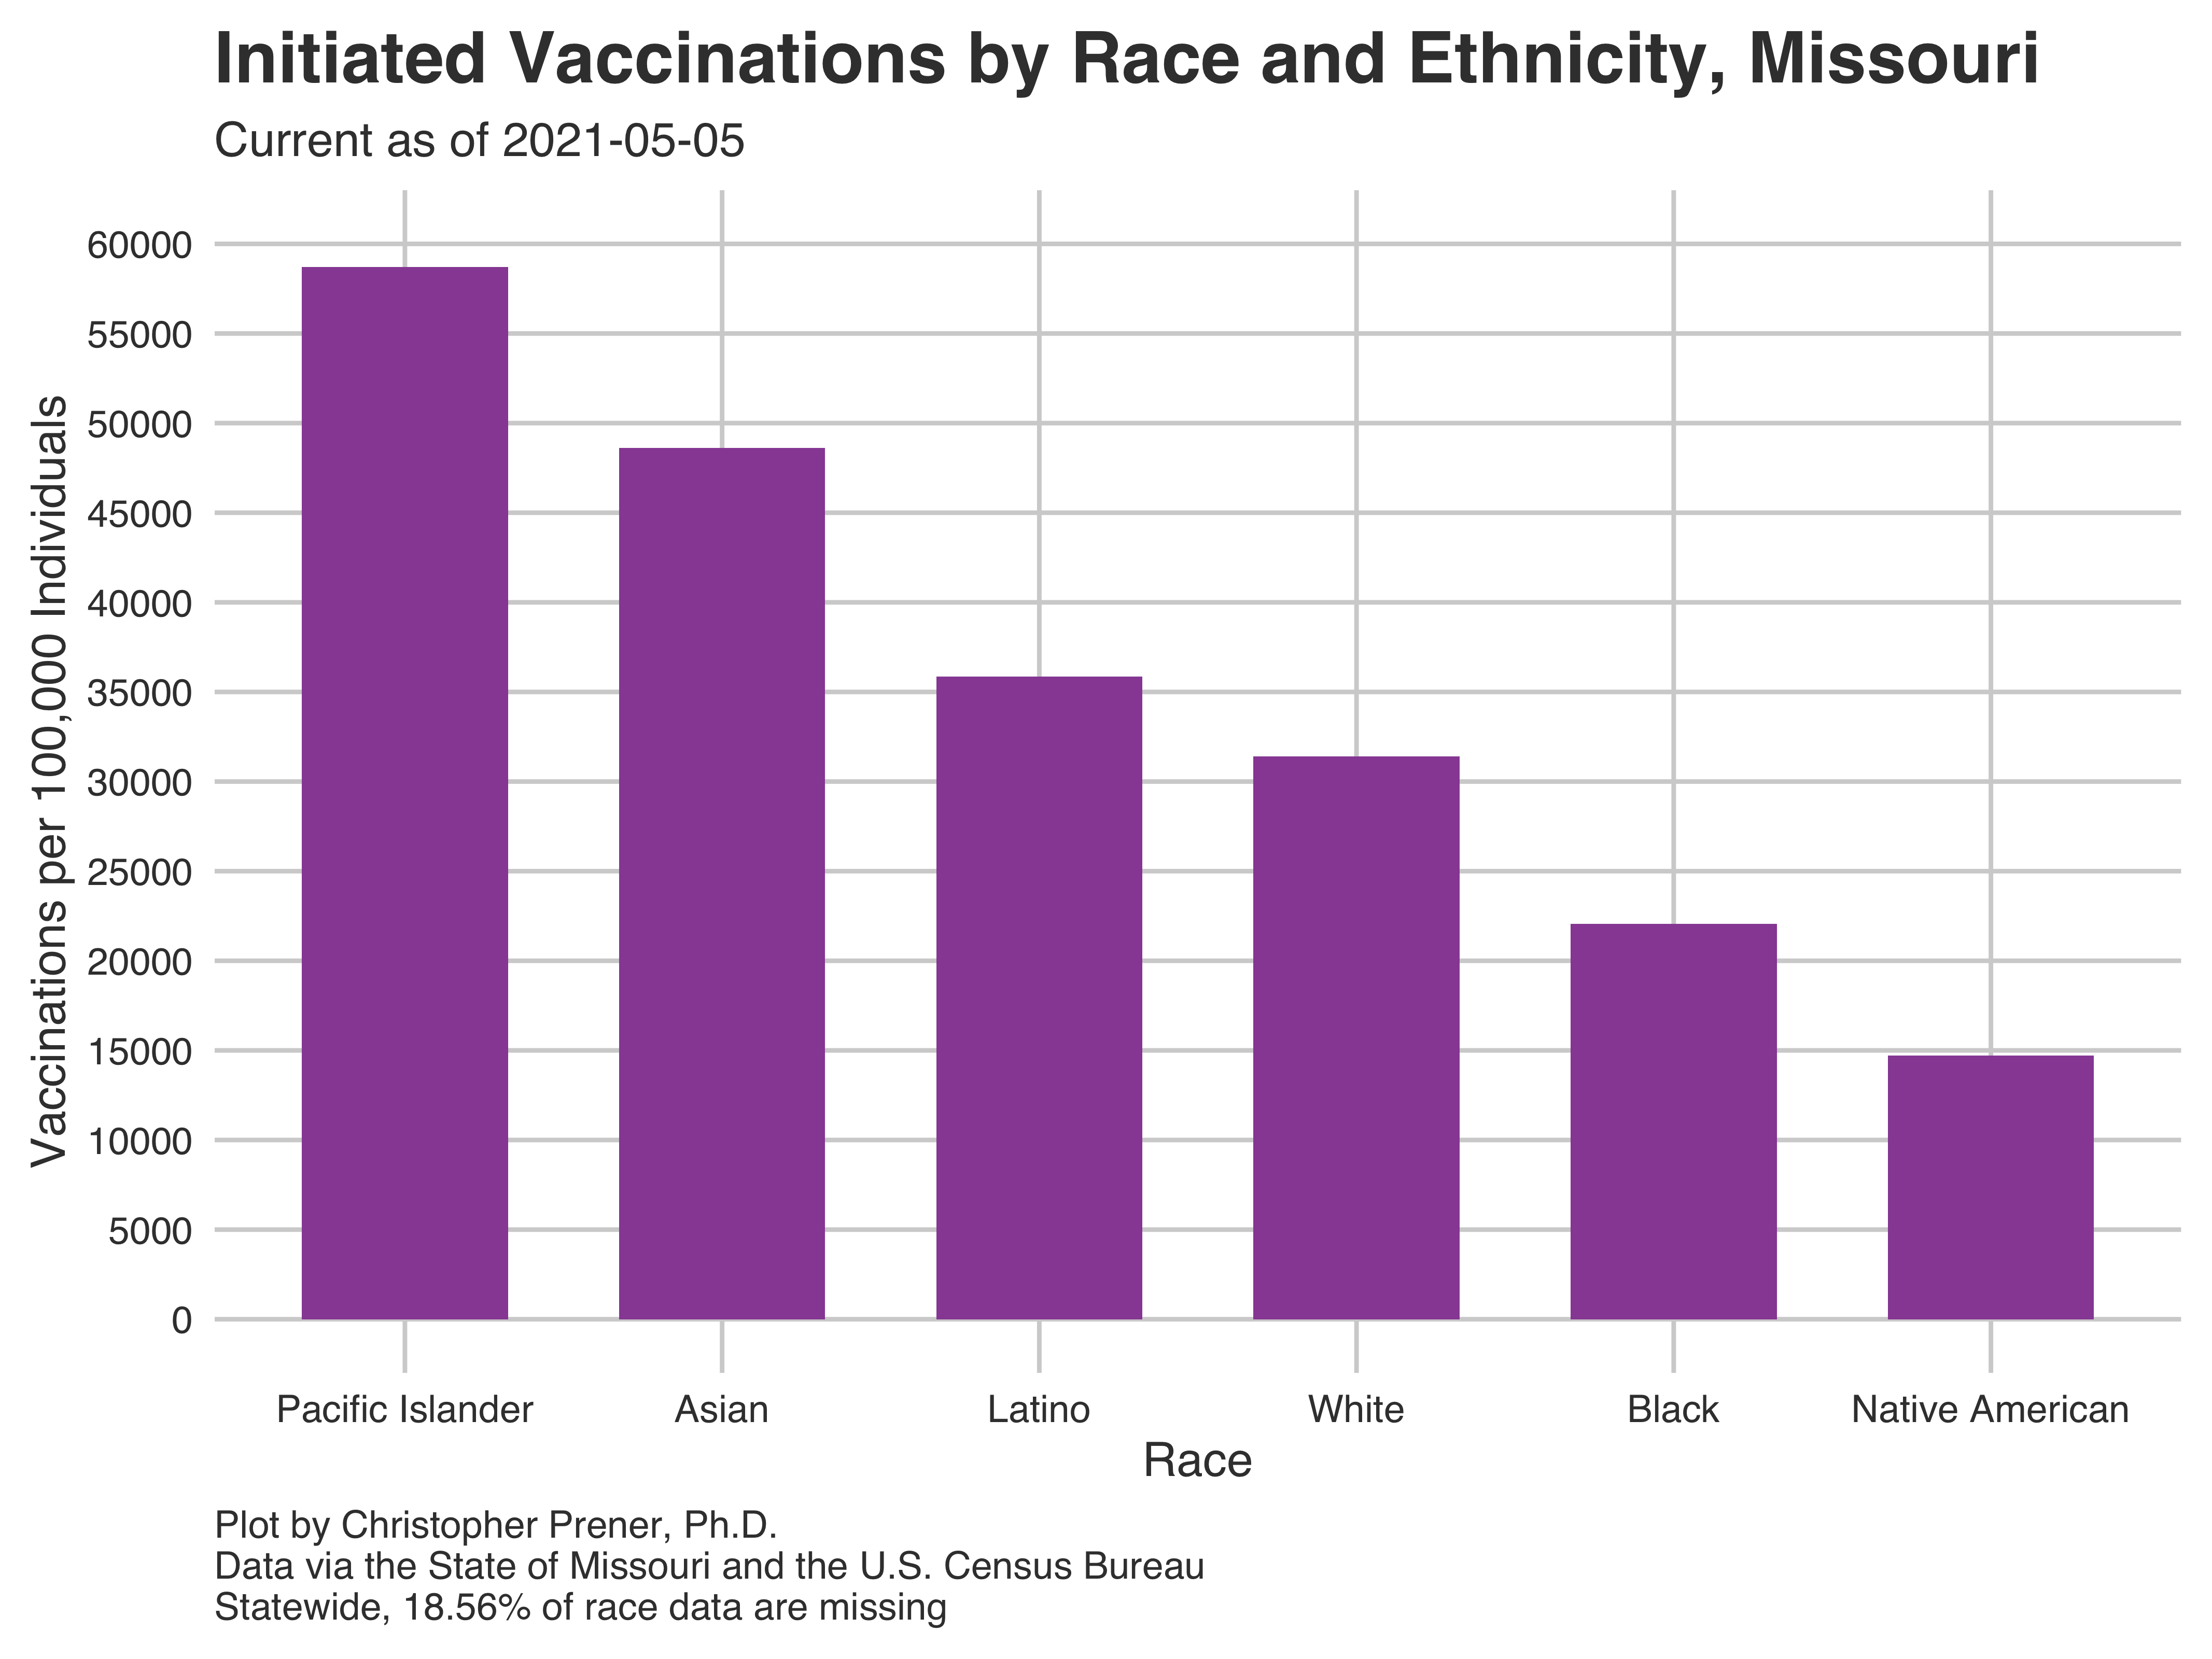 Initiated Vaccinations by Race and Ethnicity, Missouri
Current as of 2021-05-05
Vaccinations per 100,000 Individuals
60000
55000
50000
45000
40000
35000
30000
25000
20000
15000
10000
5000
0
Pacific Islander Asian Latino White Black Native American
Race
Plot by Christopher Prener, Ph.D.
Data via the State of Missouri and the U.S. Census Bureau
Statewide, 18.56% of race data are missing